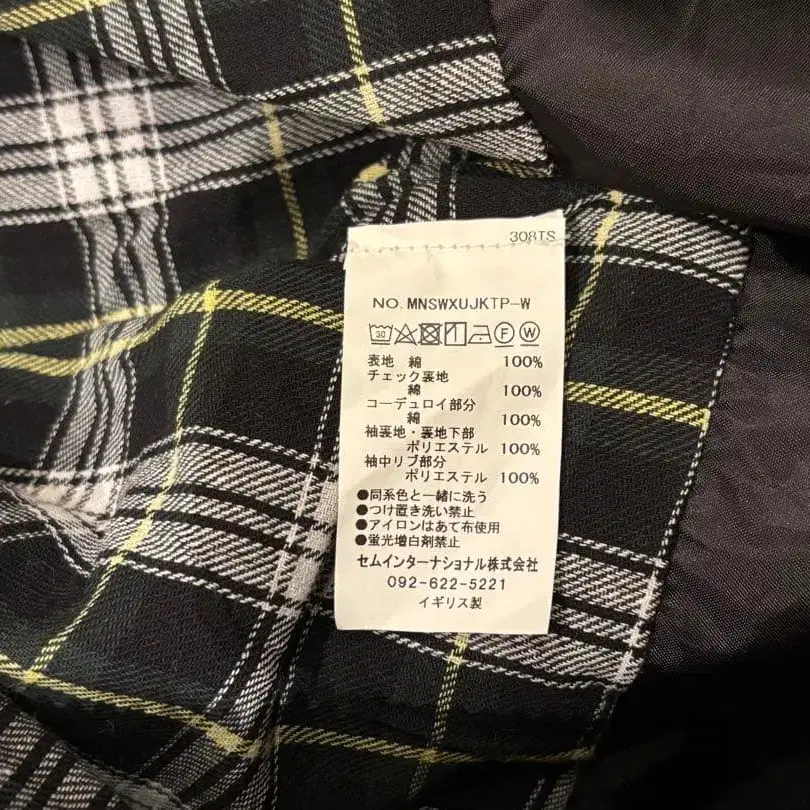 308TS
NO.MNSWXUJKTP-W
30 F W
表地 綿 100%
チェック裏地
綿 100%
コーデュロイ部分
綿 100%
袖裏地・裏地下部
ポリエステル 100%
袖中リブ部分
ポリエステル 100%
●同系色と一緒に洗う
●つけ置き洗い禁止
●アイロンはあて布使用
●蛍光増白剤禁止
セムインターナショナル株式会社
092-622-5221
イギリス製